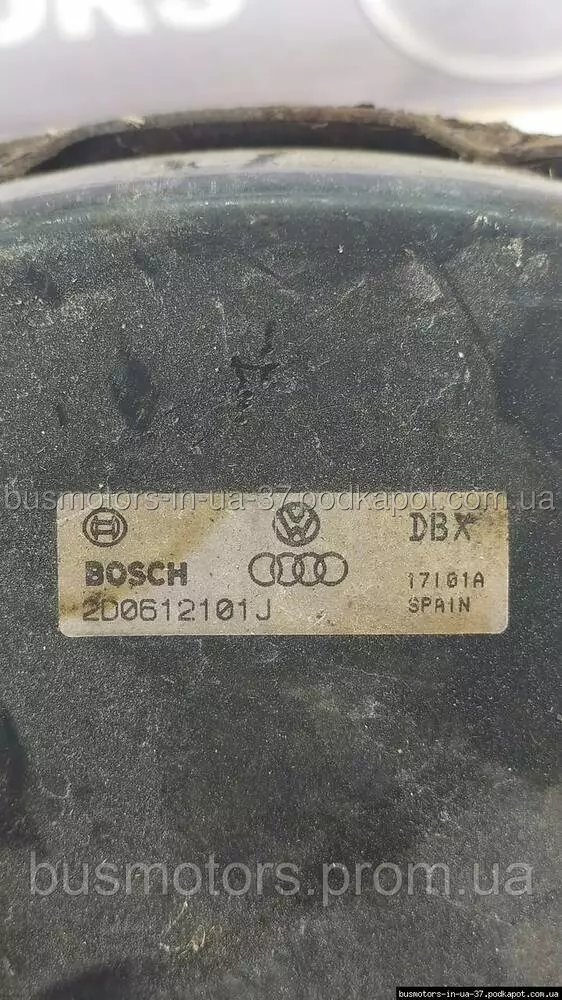 ORS
busmotors-in-ua-37.podkapot.com.ua
DBX
BOSCH
17101A
2D0612101J
SPAIN
busmotors.prom.ua
busmotors-in-ua-37.podkapot.com.ua